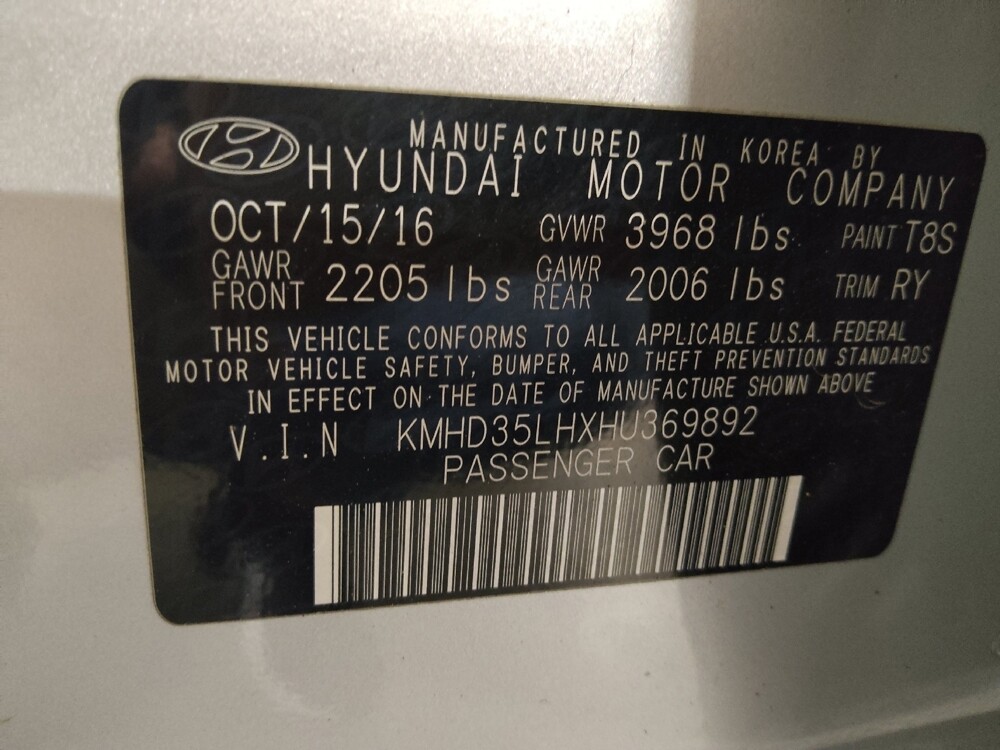 MANUFACTURED IN KOREA BY
HYUNDAI MOTOR COMPANY
OCT/15/16 GVWR 3968 lbs PAINT T8S
GAWR FRONT 2205 lbs GAWR REAR 2006 lbs TRIM RY
THIS VEHICLE CONFORMS TO ALL APPLICABLE U.S.A. FEDERAL
MOTOR VEHICLE SAFETY, BUMPER, AND THEFT PREVENTION STANDARDS
IN EFFECT ON THE DATE OF MANUFACTURE SHOWN ABOVE
V.I.N KMHD35LHXHU369892
PASSENGER CAR